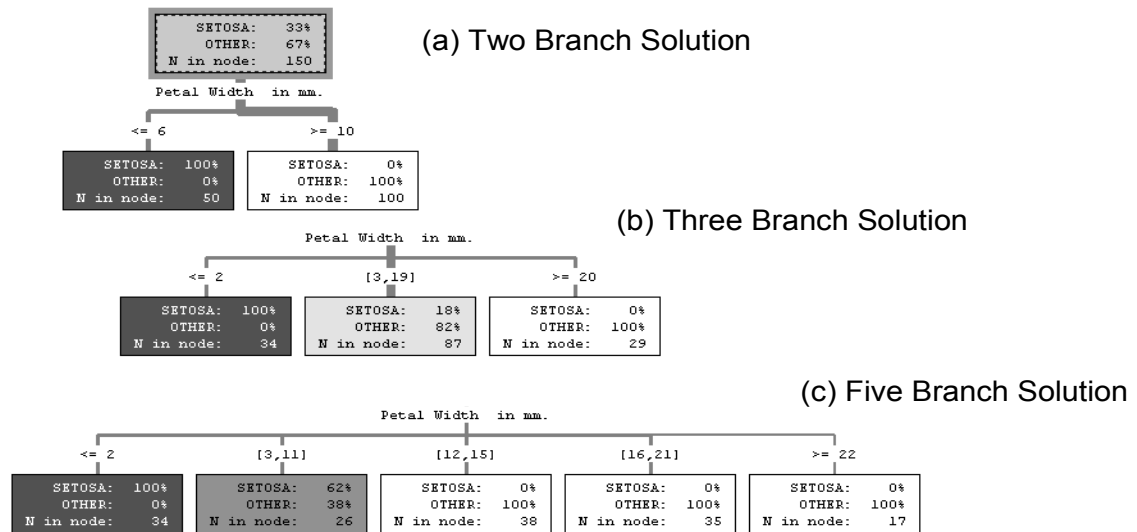 SETOSA: 33%
OTHER: 67%
N in node: 150
(a) Two Branch Solution
Petal Width in mm.
<= 6 >= 10
SETOSA: 100% SETOSA: 0%
OTHER: 0% OTHER: 100%
N in node: 50 N in node: 100
(b) Three Branch Solution
Petal Width in mm.
<= 2 [3,19] >= 20
SETOSA: 100% SETOSA: 18% SETOSA: 0%
OTHER: 0% OTHER: 82% OTHER: 100%
N in node: 34 N in node: 87 N in node: 29
(c) Five Branch Solution
Petal Width in mm.
<= 2 [3,11] [12,15] [16,21] >= 22
SETOSA: 100% SETOSA: 62% SETOSA: 0% SETOSA: 0% SETOSA: 0%
OTHER: 0% OTHER: 38% OTHER: 100% OTHER: 100% OTHER: 100%
N in node: 34 N in node: 26 N in node: 38 N in node: 35 N in node: 17